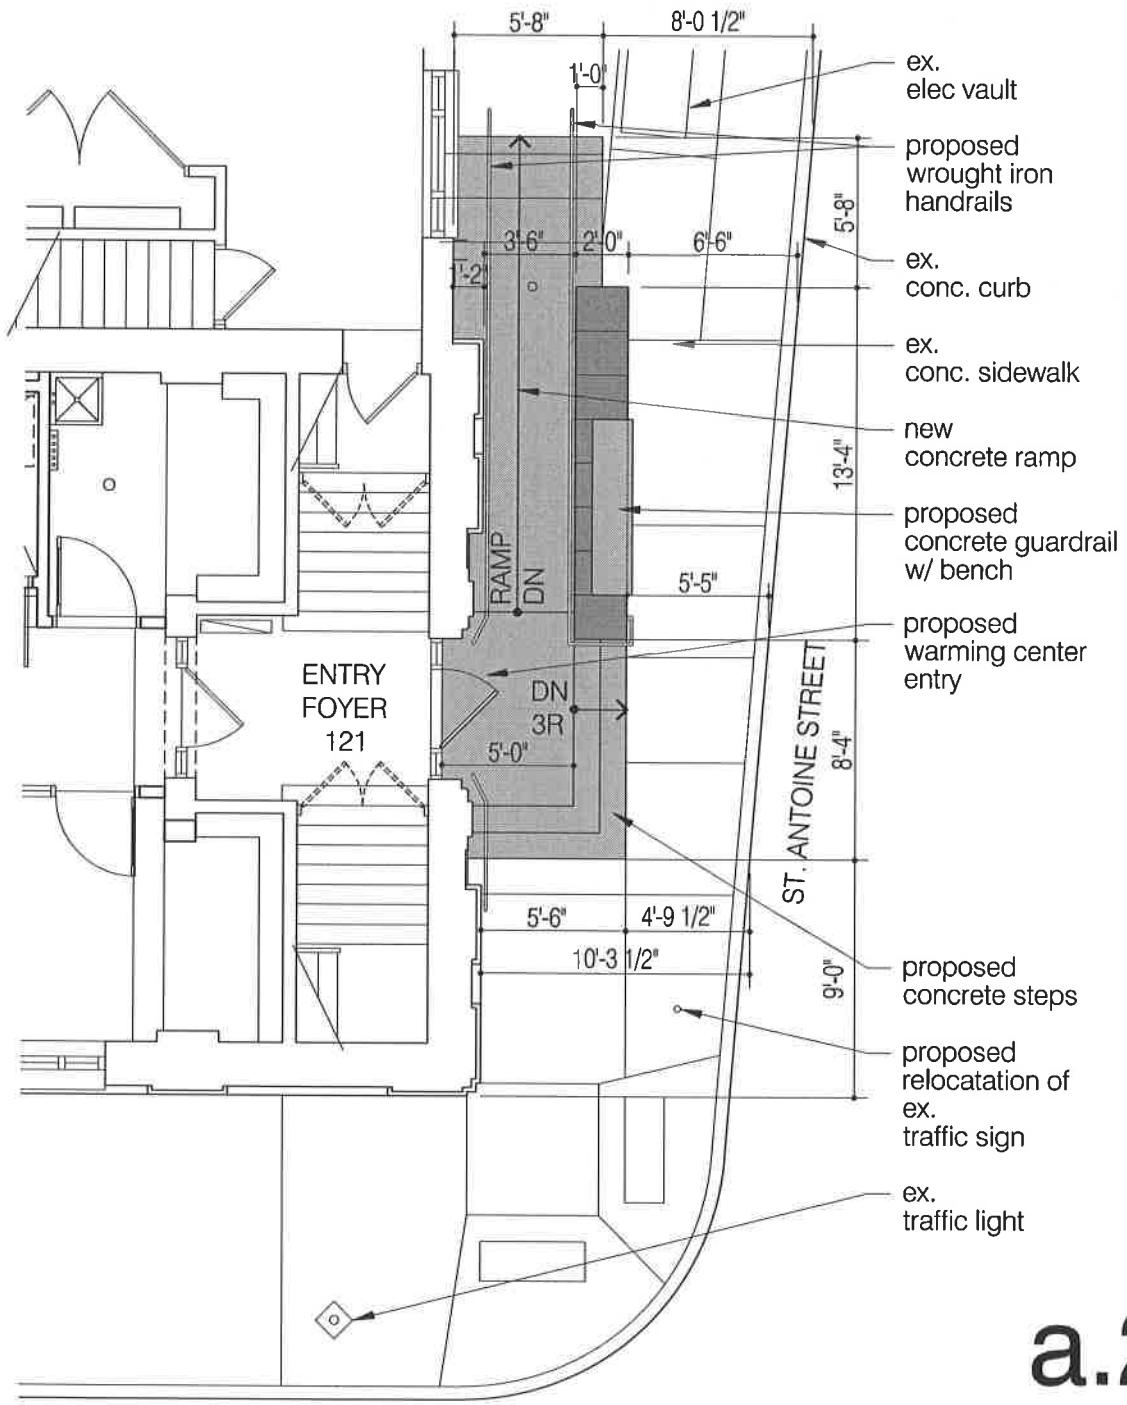 5'-8"
8'-0 1/2"
1'-0"
ex.
elec vault
proposed
wrought iron
handrails
5'-8"
3'-6"
2'-0"
6'-6"
1'-2"
ex.
conc. curb
ex.
conc. sidewalk
new
concrete ramp
13'-4"
proposed
concrete guardrail
w/ bench
RAMP
DN
5'-5"
proposed
warming center
entry
ENTRY
FOYER
121
DN
3R
5'-0"
ST. ANTOINE STREET
8'-4"
5'-6"
4'-9 1/2"
10'-3 1/2"
9'-0"
proposed
concrete steps
proposed
relocatation of
ex.
traffic sign
ex.
traffic light